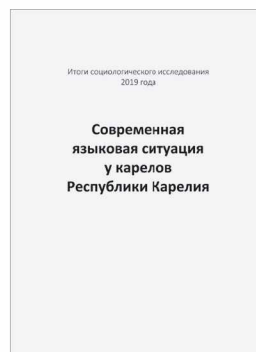 Итоги социологического исследования
2019 года
Современная
языковая ситуация
у карелов
Республики Карелия